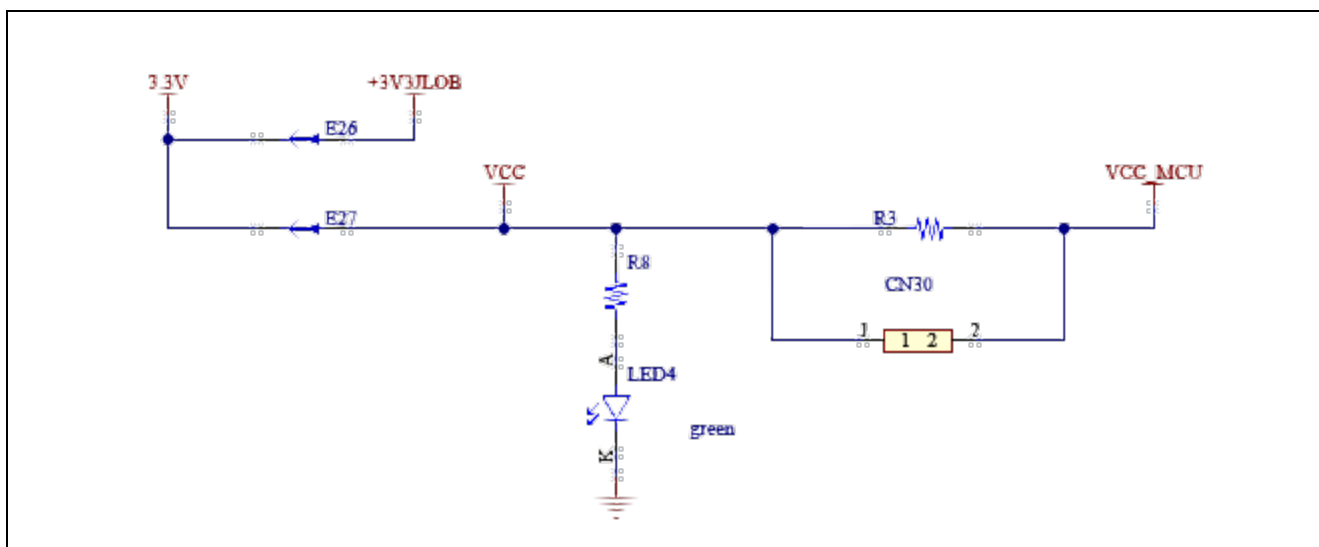 3.3V
+3V3JLOB
E26
VCC
VCC_MCU
E27
R3
R8
CN30
1
1 2
2
A
LED4
green
K